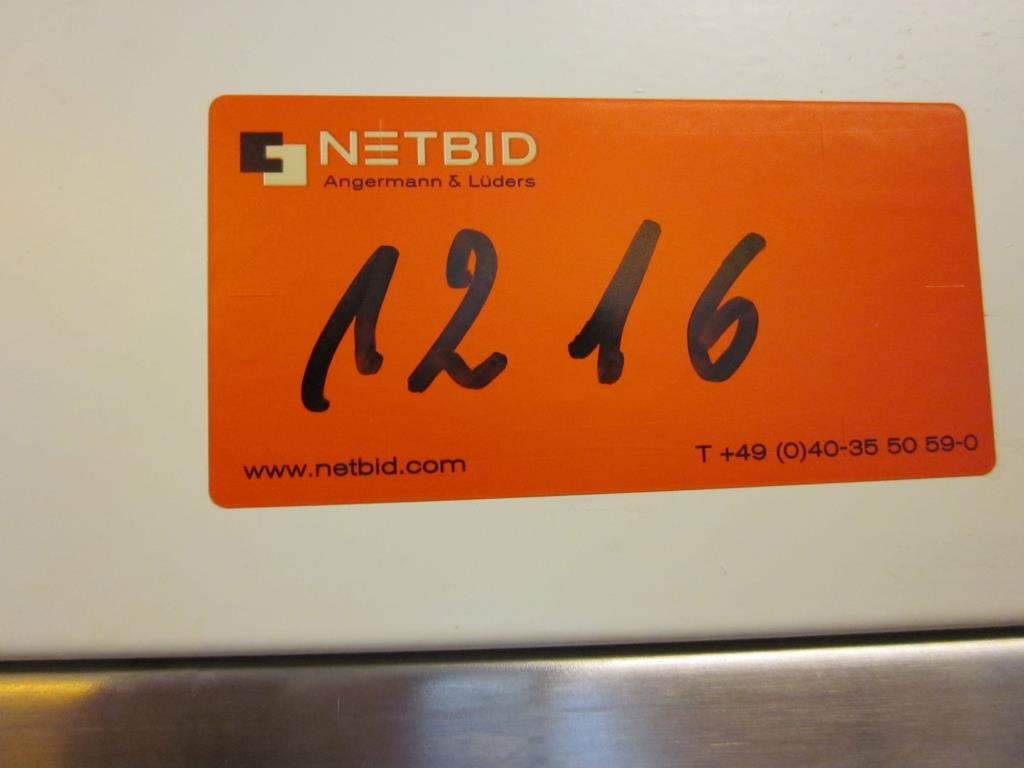 NETBID
Angermann & Lüders
1216
www.netbid.com
T +49 (0)40-35 50 59-0